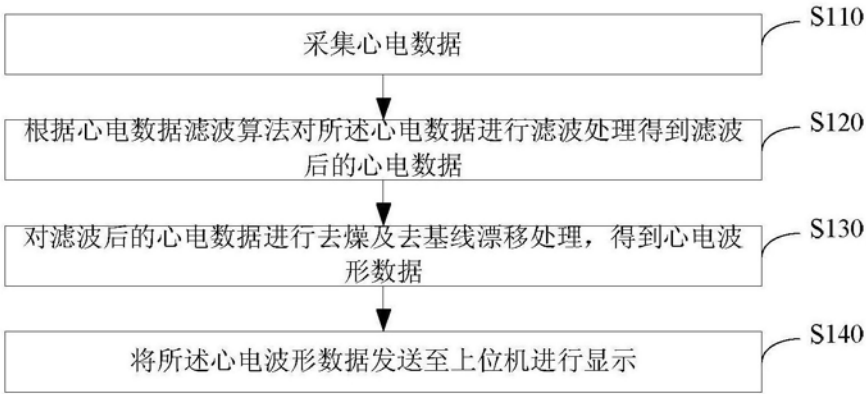 采集心电数据
S110
根据心电数据滤波算法对所述心电数据进行滤波处理得到滤波
后的心电数据
S120
对滤波后的心电数据进行去燥及去基线漂移处理，得到心电波
形数据
S130
将所述心电波形数据发送至上位机进行显示
S140